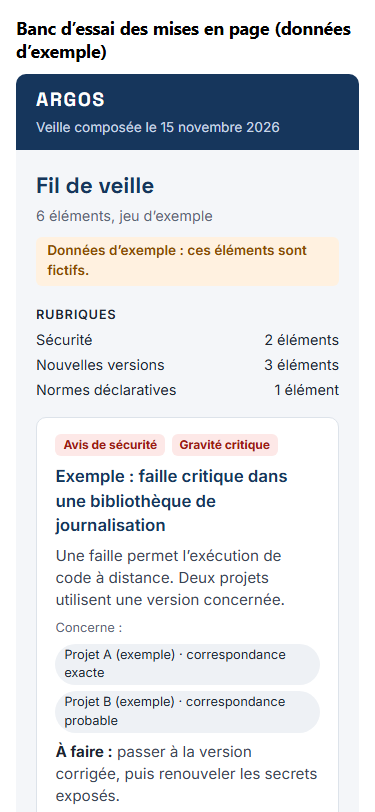 Banc d’essai des mises en page (données
d’exemple)
ARGOS
Veille composée le 15 novembre 2026
Fil de veille
6 éléments, jeu d’exemple
Données d’exemple : ces éléments sont
fictifs.
RUBRIQUES
Sécurité 2 éléments
Nouvelles versions 3 éléments
Normes déclaratives 1 élément
Avis de sécurité Gravité critique
Exemple : faille critique dans
une bibliothèque de
journalisation
Une faille permet l’exécution de
code à distance. Deux projets
utilisent une version concernée.
Concerne :
Projet A (exemple) · correspondance
exacte
Projet B (exemple) · correspondance
probable
À faire : passer à la version
corrigée, puis renouveler les secrets
exposés.